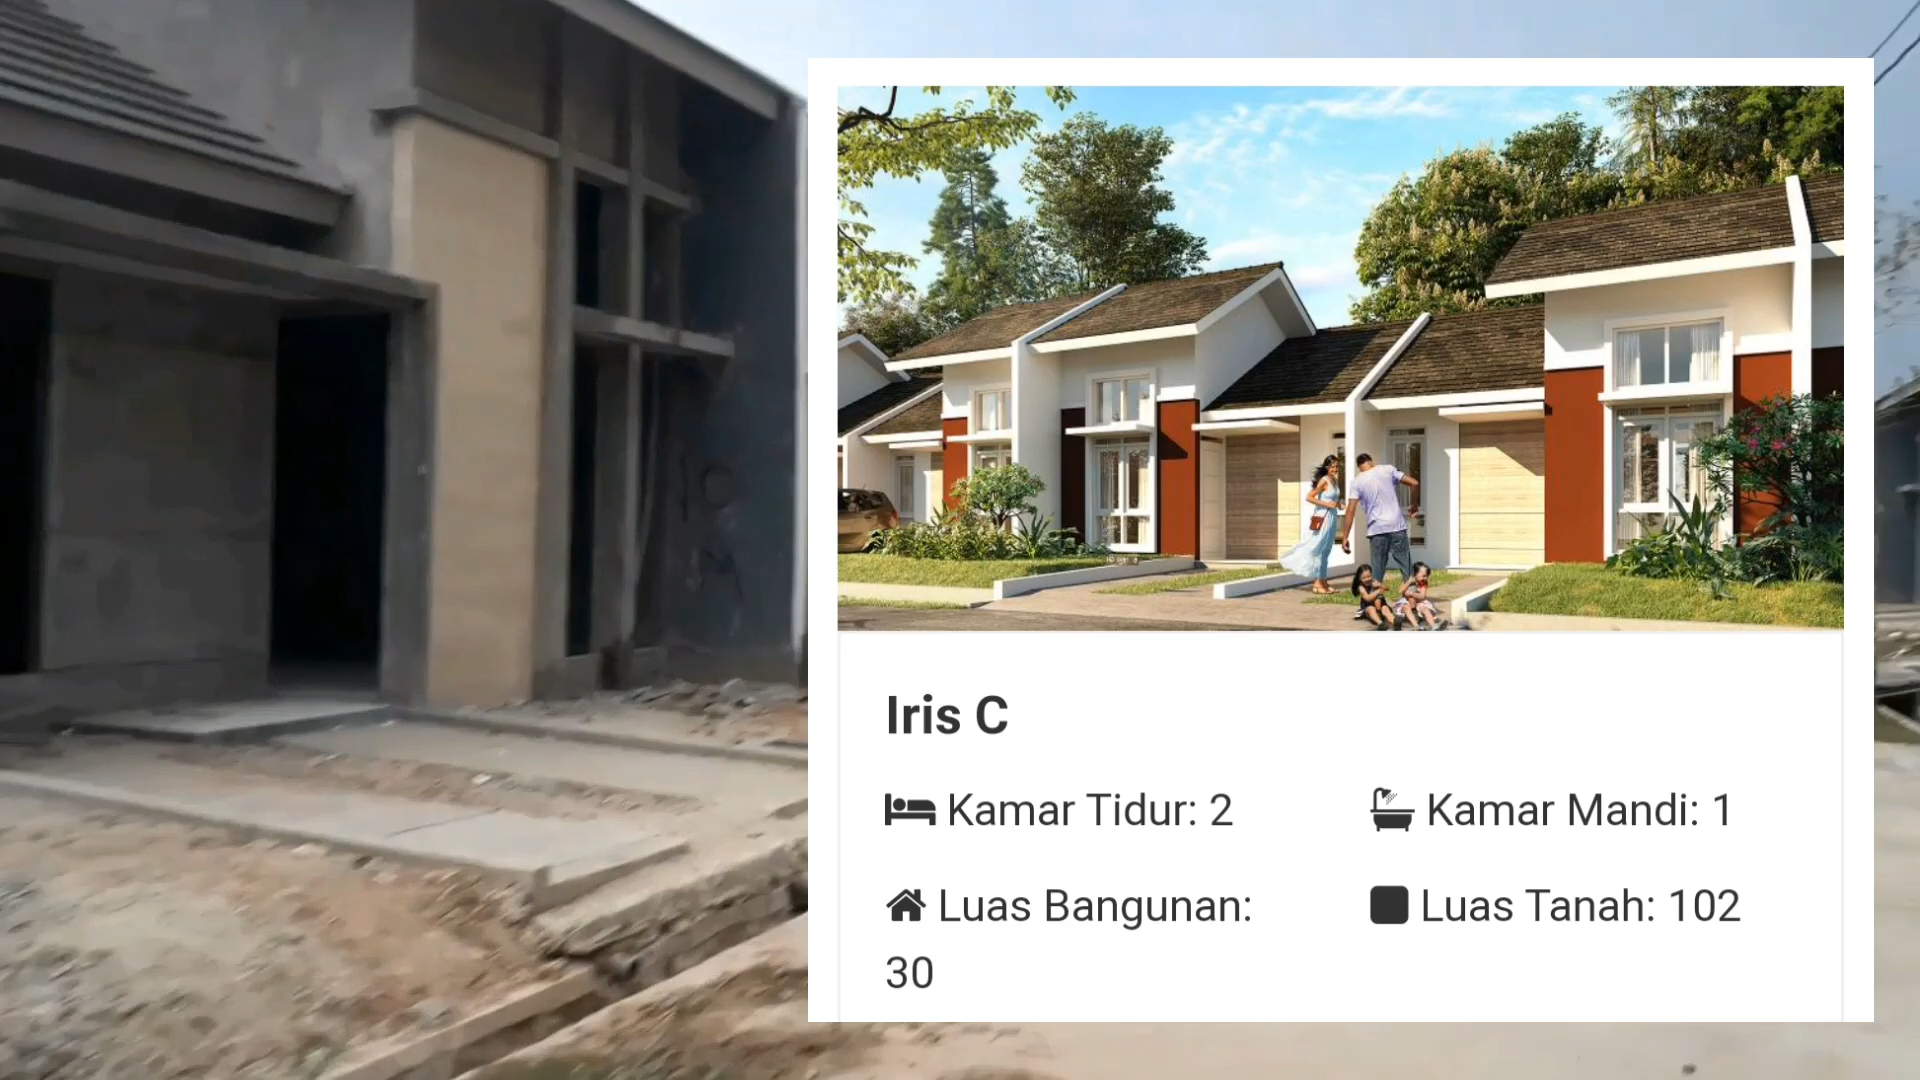 Iris C
Kamar Tidur: 2
Kamar Mandi: 1
Luas Bangunan:
30
Luas Tanah: 102